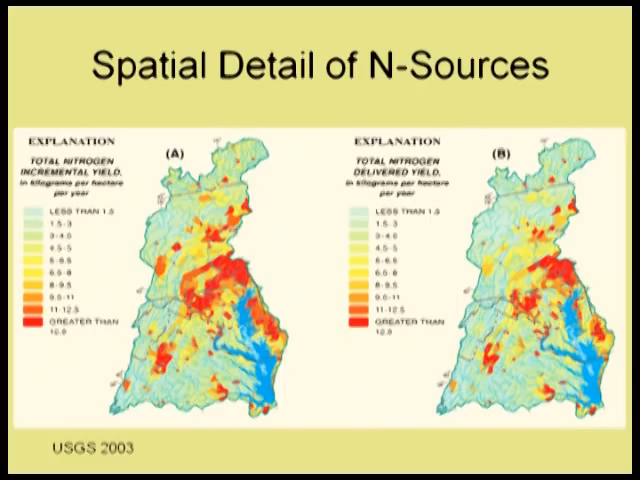 Spatial Detail of N-Sources
EXPLANATION
TOTAL NITROGEN
INCREMENTAL YIELD,
in kilograms per hectare
per year
LESS THAN 1.5
1.5-3
3-4.5
4.5-5
5-6.5
6.5-8
8-9.5
9.5-11
11-12.5
GREATER THAN
(A)
EXPLANATION
TOTAL NITROGEN
DELIVERED YIELD,
in kilograms per hectare
per year
LESS THAN 1.5
1.5-3
3-4.5
4.5-5
5-6.5
6.5-8
8-9.5
9.5-11
11-12.5
GREATER THAN
(B)
USGS 2003